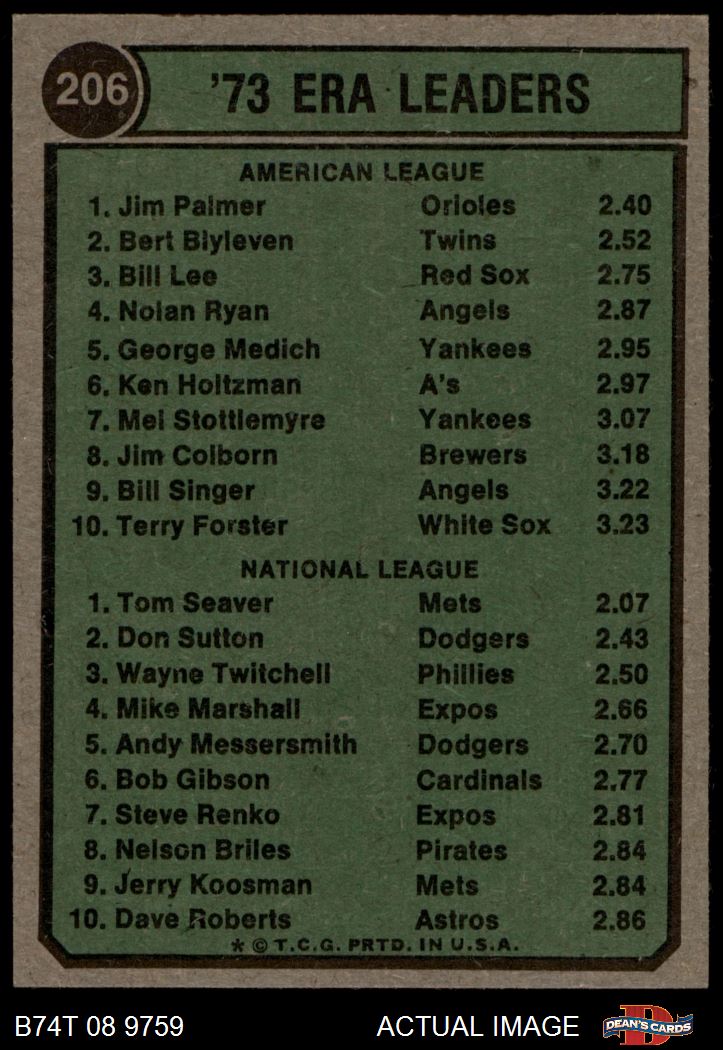 206 '73 ERA LEADERS
AMERICAN LEAGUE
1. Jim Palmer Orioles 2.40
2. Bert Blyleven Twins 2.52
3. Bill Lee Red Sox 2.75
4. Nolan Ryan Angels 2.87
5. George Medich Yankees 2.95
6. Ken Holtzman A's 2.97
7. Mel Stottlemyre Yankees 3.07
8. Jim Colborn Brewers 3.18
9. Bill Singer Angels 3.22
10. Terry Forster White Sox 3.23
NATIONAL LEAGUE
1. Tom Seaver Mets 2.07
2. Don Sutton Dodgers 2.43
3. Wayne Twitchell Phillies 2.50
4. Mike Marshall Expos 2.66
5. Andy Messersmith Dodgers 2.70
6. Bob Gibson Cardinals 2.77
7. Steve Renko Expos 2.81
8. Nelson Briles Pirates 2.84
9. Jerry Koosman Mets 2.84
10. Dave Roberts Astros 2.86
* © T.C.G. PRTD. IN U.S.A.
B74T 08 9759 ACTUAL IMAGE D DEAN'S CARDS